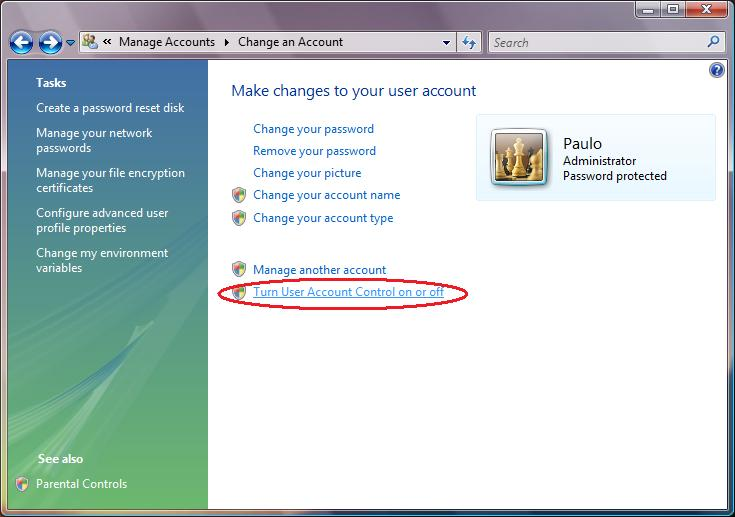 « Manage Accounts ▸ Change an Account
Search
Tasks
Create a password reset disk
Manage your network
passwords
Manage your file encryption
certificates
Configure advanced user
profile properties
Change my environment
variables
See also
Parental Controls
Make changes to your user account
Change your password
Remove your password
Change your picture
Change your account name
Change your account type
Manage another account
Turn User Account Control on or off
Paulo
Administrator
Password protected